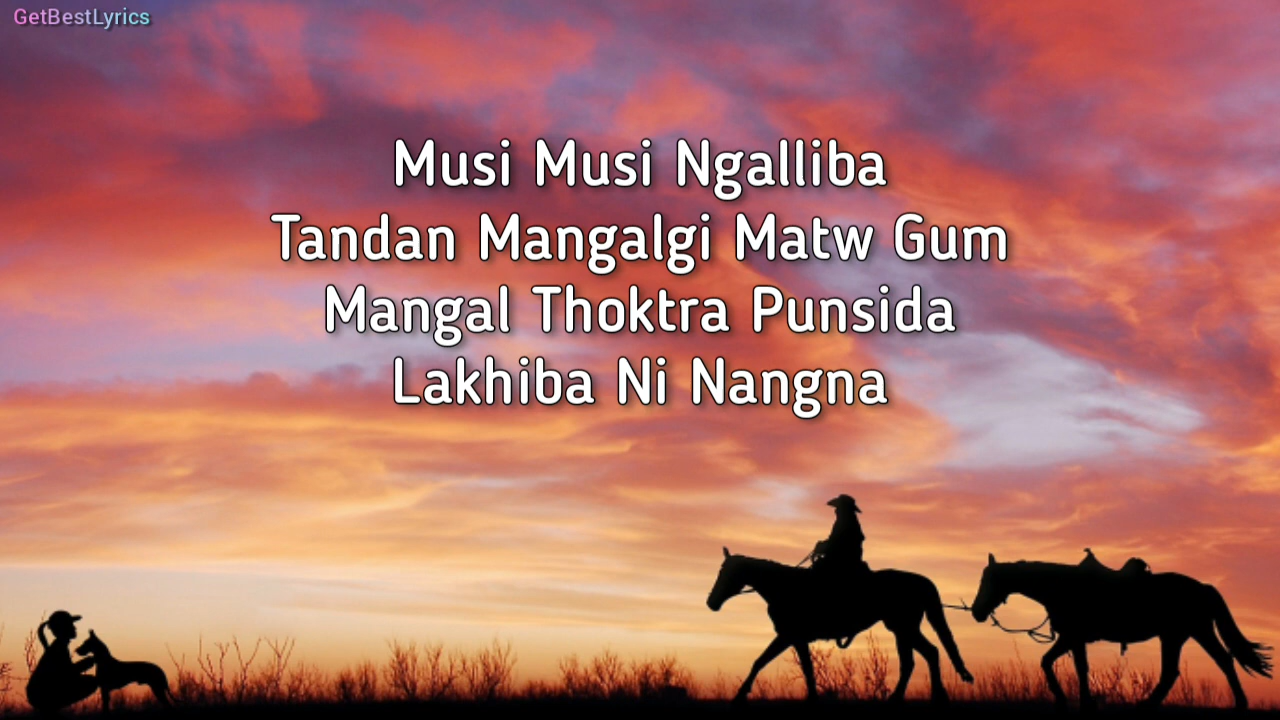 GetBestLyrics
Musi Musi Ngalliba
Tandan Mangalgi Matw Gum
Mangal Thoktra Punsida
Lakhiba Ni Nangna